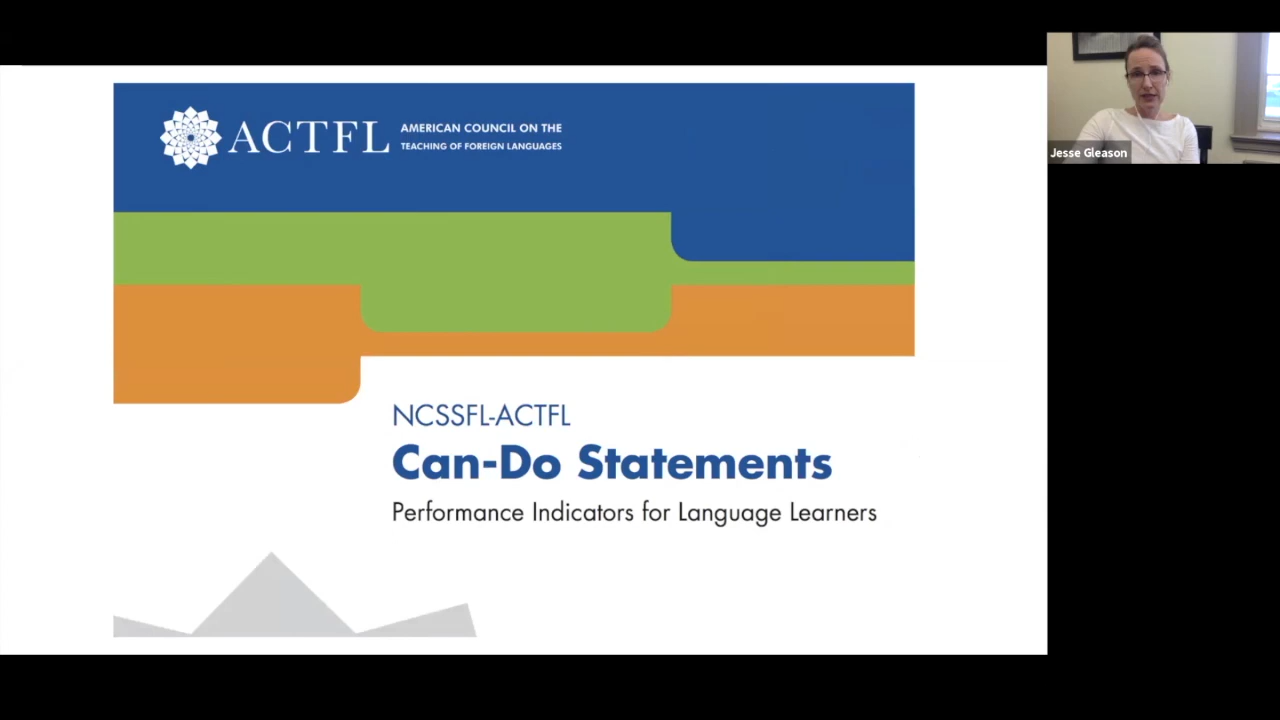 ACTFL
AMERICAN COUNCIL ON THE
TEACHING OF FOREIGN LANGUAGES
Jesse Gleason
NCSSFL-ACTFL
Can-Do Statements
Performance Indicators for Language Learners